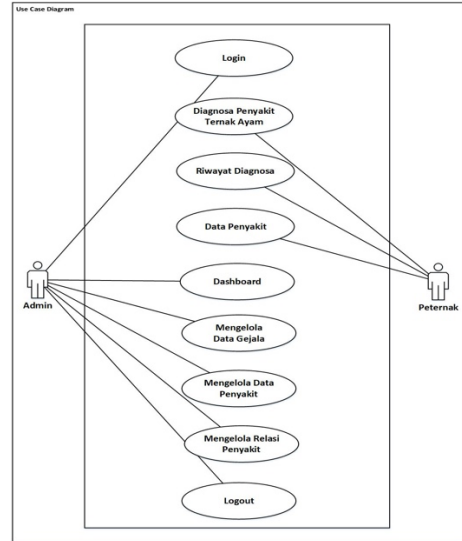 Use Case Diagram
Login
Diagnosa Penyakit
Ternak Ayam
Riwayat Diagnosa
Data Penyakit
Dashboard
Admin
Peternak
Mengelola
Data Gejala
Mengelola Data
Penyakit
Mengelola Relasi
Penyakit
Logout